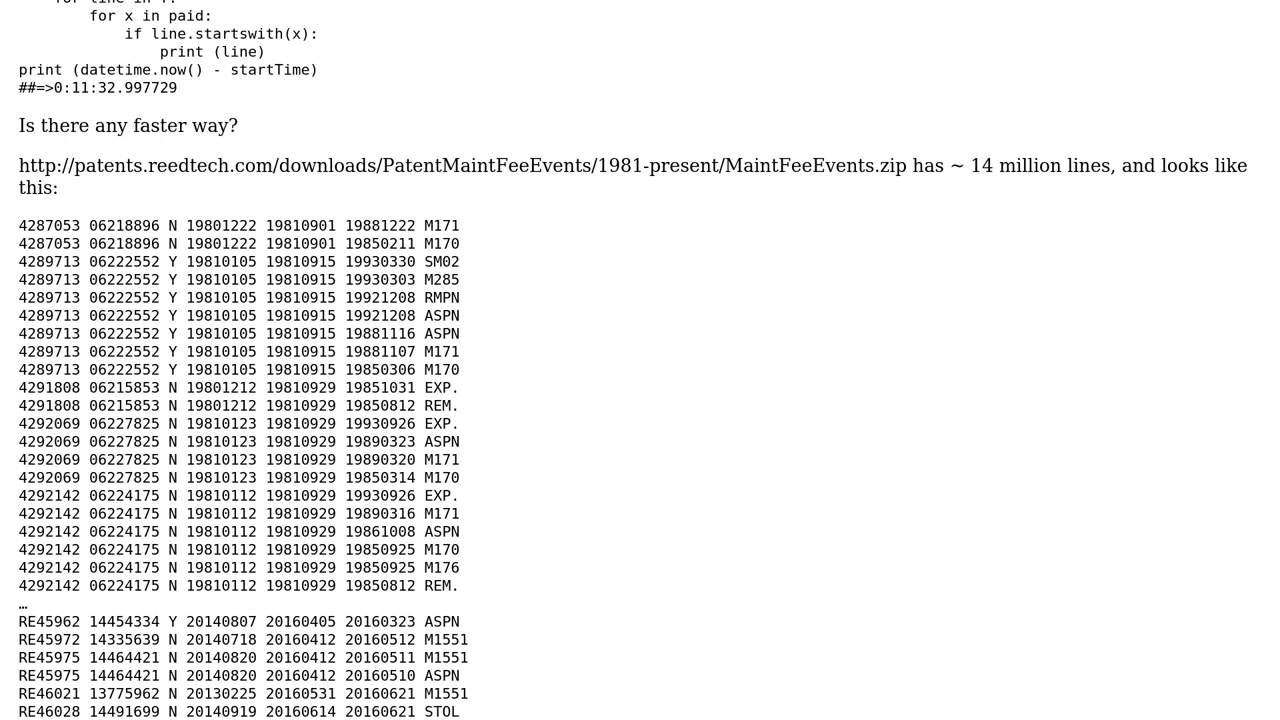 for x in paid:
if line.startswith(x):
print (line)
print (datetime.now() - startTime)
##=>0:11:32.997729
Is there any faster way?
http://patents.reedtech.com/downloads/PatentMaintFeeEvents/1981-present/MaintFeeEvents.zip has ~ 14 million lines, and looks like
this:
4287053 06218896 N 19801222 19810901 19881222 M171
4287053 06218896 N 19801222 19810901 19850211 M170
4289713 06222552 Y 19810105 19810915 19930330 SM02
4289713 06222552 Y 19810105 19810915 19930303 M285
4289713 06222552 Y 19810105 19810915 19921208 RMPN
4289713 06222552 Y 19810105 19810915 19921208 ASPN
4289713 06222552 Y 19810105 19810915 19881116 ASPN
4289713 06222552 Y 19810105 19810915 19881107 M171
4289713 06222552 Y 19810105 19810915 19850306 M170
4291808 06215853 N 19801212 19810929 19851031 EXP.
4291808 06215853 N 19801212 19810929 19850812 REM.
4292069 06227825 N 19810123 19810929 19930926 EXP.
4292069 06227825 N 19810123 19810929 19890323 ASPN
4292069 06227825 N 19810123 19810929 19890320 M171
4292069 06227825 N 19810123 19810929 19850314 M170
4292142 06224175 N 19810112 19810929 19930926 EXP.
4292142 06224175 N 19810112 19810929 19890316 M171
4292142 06224175 N 19810112 19810929 19861008 ASPN
4292142 06224175 N 19810112 19810929 19850925 M170
4292142 06224175 N 19810112 19810929 19850925 M176
4292142 06224175 N 19810112 19810929 19850812 REM.
…
RE45962 14454334 Y 20140807 20160405 20160323 ASPN
RE45972 14335639 N 20140718 20160412 20160512 M1551
RE45975 14464421 N 20140820 20160412 20160511 M1551
RE45975 14464421 N 20140820 20160412 20160510 ASPN
RE46021 13775962 N 20130225 20160531 20160621 M1551
RE46028 14491699 N 20140919 20160614 20160621 STOL